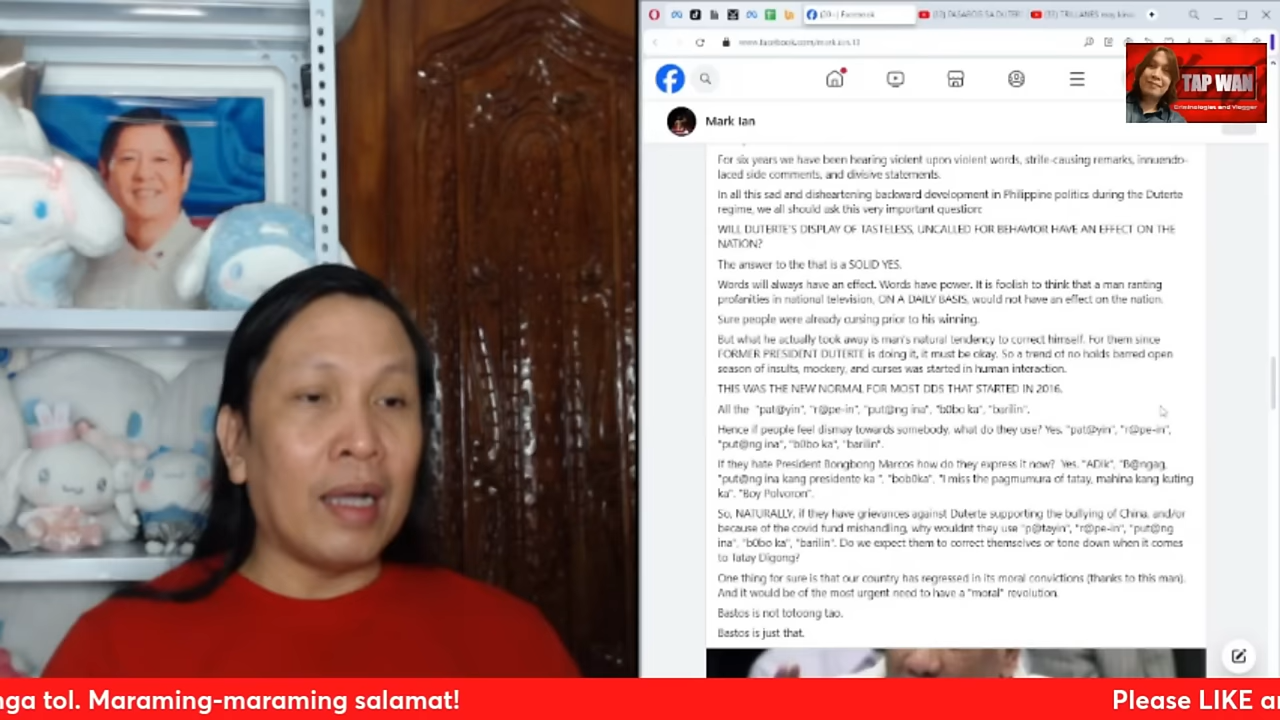 (20+) Facebook
TRILLANES may
www.facebook.com/mark.ian.11
TAP WAN
Criminologist and Vlogger
Mark Ian
For six years we have been hearing violent upon violent words, strife-causing remarks, innuendo-
laced side comments, and divisive statements.
In all this sad and disheartening backward development in Philippine politics during the Duterte
regime, we all should ask this very important question:
WILL DUTERTE'S DISPLAY OF TASTELESS, UNCALLED FOR BEHAVIOR HAVE AN EFFECT ON THE
NATION?
The answer to the that is a SOLID YES.
Words will always have an effect. Words have power. It is foolish to think that a man ranting
profanities in national television, ON A DAILY BASIS, would not have an effect on the nation.
Sure people were already cursing prior to his winning.
But what he actually took away is man's natural tendency to correct himself. For them since
FORMER PRESIDENT DUTERTE is doing it, it must be okay. So a trend of no holds barred open
season of insults, mockery, and curses was started in human interaction.
THIS WAS THE NEW NORMAL FOR MOST DDS THAT STARTED IN 2016.
All the "pat@yin", "r@pe-in", "put@ng ina", "b0bo ka", "barilin".
Hence if people feel dismay towards somebody, what do they use? Yes. "pat@yin", "r@pe-in",
"put@ng ina", "b0bo ka", "barilin".
If they hate President Bongbong Marcos how do they express it now? Yes. "ADIk", "B@ngag,
"put@ng ina kang presidente ka ", "bob0ka", "I miss the pagmumura of tatay, mahina kang kuting
ka", "Boy Polvoron".
So, NATURALLY, if they have grievances against Duterte supporting the bullying of China, and/or
because of the covid fund mishandling, why wouldnt they use "p@tayin", "r@pe-in", "put@ng
ina", "b0bo ka", "barilin". Do we expect them to correct themselves or tone down when it comes
to Tatay Digong?
One thing for sure is that our country has regressed in its moral convictions (thanks to this man).
And it would be of the most urgent need to have a "moral" revolution.
Bastos is not totoong tao.
Bastos is just that.
nga tol. Maraming-maraming salamat!
Please LIKE